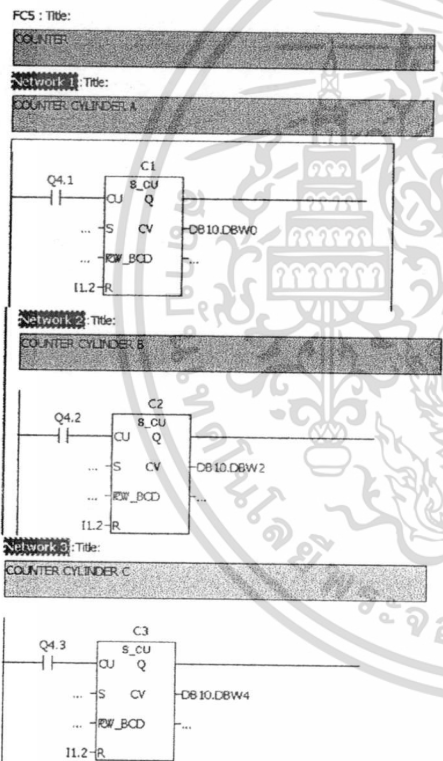 FC5 : Title:
COUNTER
Network 1 : Title:
COUNTER CYLINDER A
C1
Q4.1 S_CU
CU Q
... S CV DB10.DBW0
... PV CV_BCD ...
I1.2 R
Network 2 : Title:
COUNTER CYLINDER B
C2
Q4.2 S_CU
CU Q
... S CV DB10.DBW2
... PV CV_BCD ...
I1.2 R
Network 3 : Title:
COUNTER CYLINDER C
C3
Q4.3 S_CU
CU Q
... S CV DB10.DBW4
... PV CV_BCD ...
I1.2 R